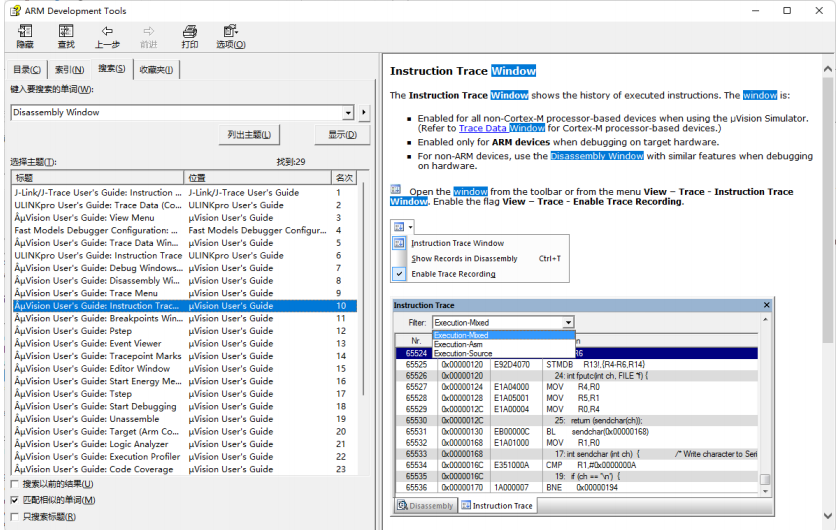 ARM Development Tools
隐藏 查找 上一步 前进 打印 选项(O)
目录(C) 索引(N) 搜索(S) 收藏夹(I)
键入要搜索的单词(W):
Disassembly Window
列出主题(L) 显示(D)
选择主题(T): 找到:29
标题 位置 名次
J-Link/J-Trace User's Guide: Instruction ... J-Link/J-Trace User's Guide 1
ULINKpro User's Guide: Trace Data (Co... ULINKpro User's Guide 2
ÂµVision User's Guide: View Menu µVision User's Guide 3
Fast Models Debugger Configuration: ... Fast Models Debugger Configur... 4
ÂµVision User's Guide: Trace Data Win... µVision User's Guide 5
ULINKpro User's Guide: Instruction Trace ULINKpro User's Guide 6
ÂµVision User's Guide: Debug Windows... µVision User's Guide 7
ÂµVision User's Guide: Disassembly Wi... µVision User's Guide 8
ÂµVision User's Guide: Trace Menu µVision User's Guide 9
ÂµVision User's Guide: Instruction Trac... µVision User's Guide 10
ÂµVision User's Guide: Breakpoints Win... µVision User's Guide 11
ÂµVision User's Guide: Pstep µVision User's Guide 12
ÂµVision User's Guide: Event Viewer µVision User's Guide 13
ÂµVision User's Guide: Tracepoint Marks µVision User's Guide 14
ÂµVision User's Guide: Editor Window µVision User's Guide 15
ÂµVision User's Guide: Start Energy Me... µVision User's Guide 16
ÂµVision User's Guide: Tstep µVision User's Guide 17
ÂµVision User's Guide: Start Debugging µVision User's Guide 18
ÂµVision User's Guide: Unassemble µVision User's Guide 19
ÂµVision User's Guide: Target (Arm Co... µVision User's Guide 20
ÂµVision User's Guide: Logic Analyzer µVision User's Guide 21
ÂµVision User's Guide: Execution Profiler µVision User's Guide 22
ÂµVision User's Guide: Code Coverage µVision User's Guide 23
搜索以前的结果(U)
匹配相似的单词(M)
只搜索标题(R)
Instruction Trace Window
The Instruction Trace Window shows the history of executed instructions. The window is:
Enabled for all non-Cortex-M processor-based devices when using the µVision Simulator.
(Refer to Trace Data Window for Cortex-M processor-based devices.)
Enabled only for ARM devices when debugging on target hardware.
For non-ARM devices, use the Disassembly Window with similar features when debugging
on hardware.
Open the window from the toolbar or from the menu View – Trace - Instruction Trace
Window. Enable the flag View – Trace - Enable Trace Recording.
Instruction Trace Window
Show Records in Disassembly Ctrl+T
Enable Trace Recording
Instruction Trace
Filter: Execution-Mixed
Execution-Mixed
Nr. Execution-Asm n
65524 Execution-Source R6
65525 0x00000120 E92D4070 STMDB R13!,{R4-R6,R14}
65526 0x00000120 24: int fputc(int ch, FILE *f) {
65527 0x00000124 E1A04000 MOV R4,R0
65528 0x00000128 E1A05001 MOV R5,R1
65529 0x0000012C E1A00004 MOV R0,R4
65530 0x0000012C 25: return (sendchar(ch));
65531 0x00000130 EB00000C BL sendchar(0x00000168)
65532 0x00000168 E1A01000 MOV R1,R0
65533 0x00000168 17: int sendchar (int ch) { /* Write character to Seri
65534 0x0000016C E351000A CMP R1,#0x0000000A
65535 0x0000016C 19: if (ch == '\n') {
65536 0x00000170 1A000007 BNE 0x00000194
Disassembly Instruction Trace